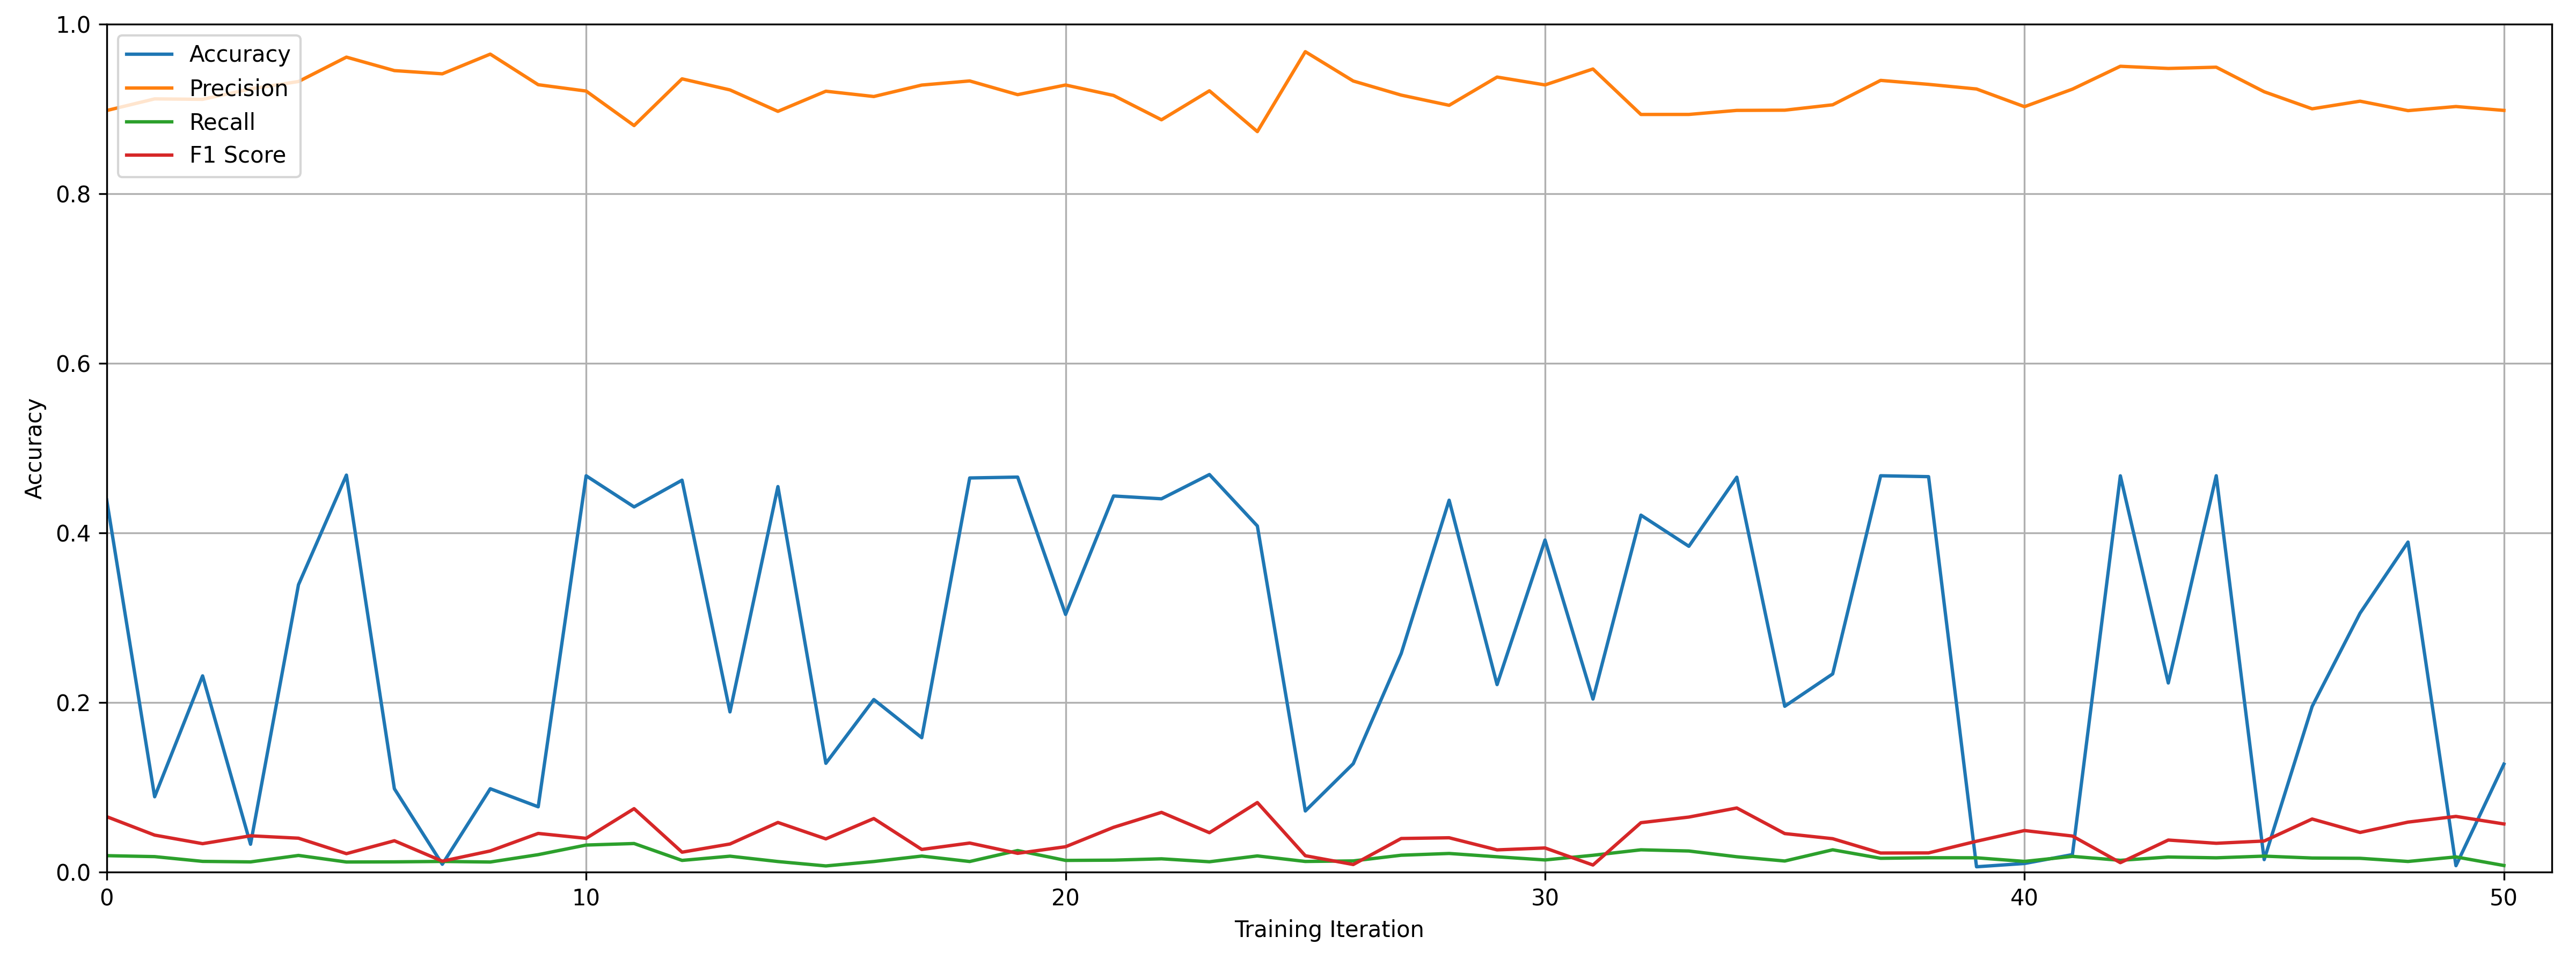 1.0
0.8
0.6
0.4
0.2
0.0
Accuracy
Accuracy
Precision
Recall
F1 Score
0 10 20 30 40 50
Training Iteration